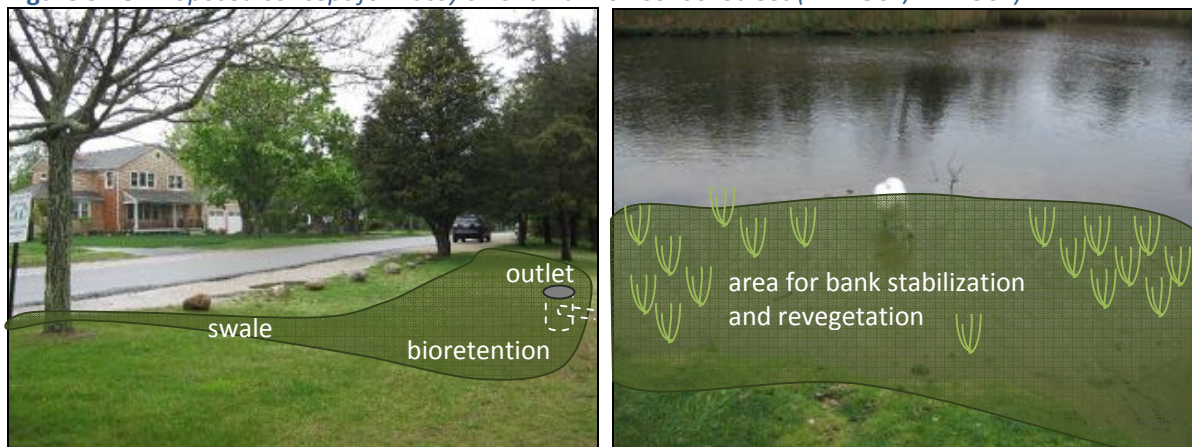 outlet
swale
bioretention
area for bank stabilization
and revegetation